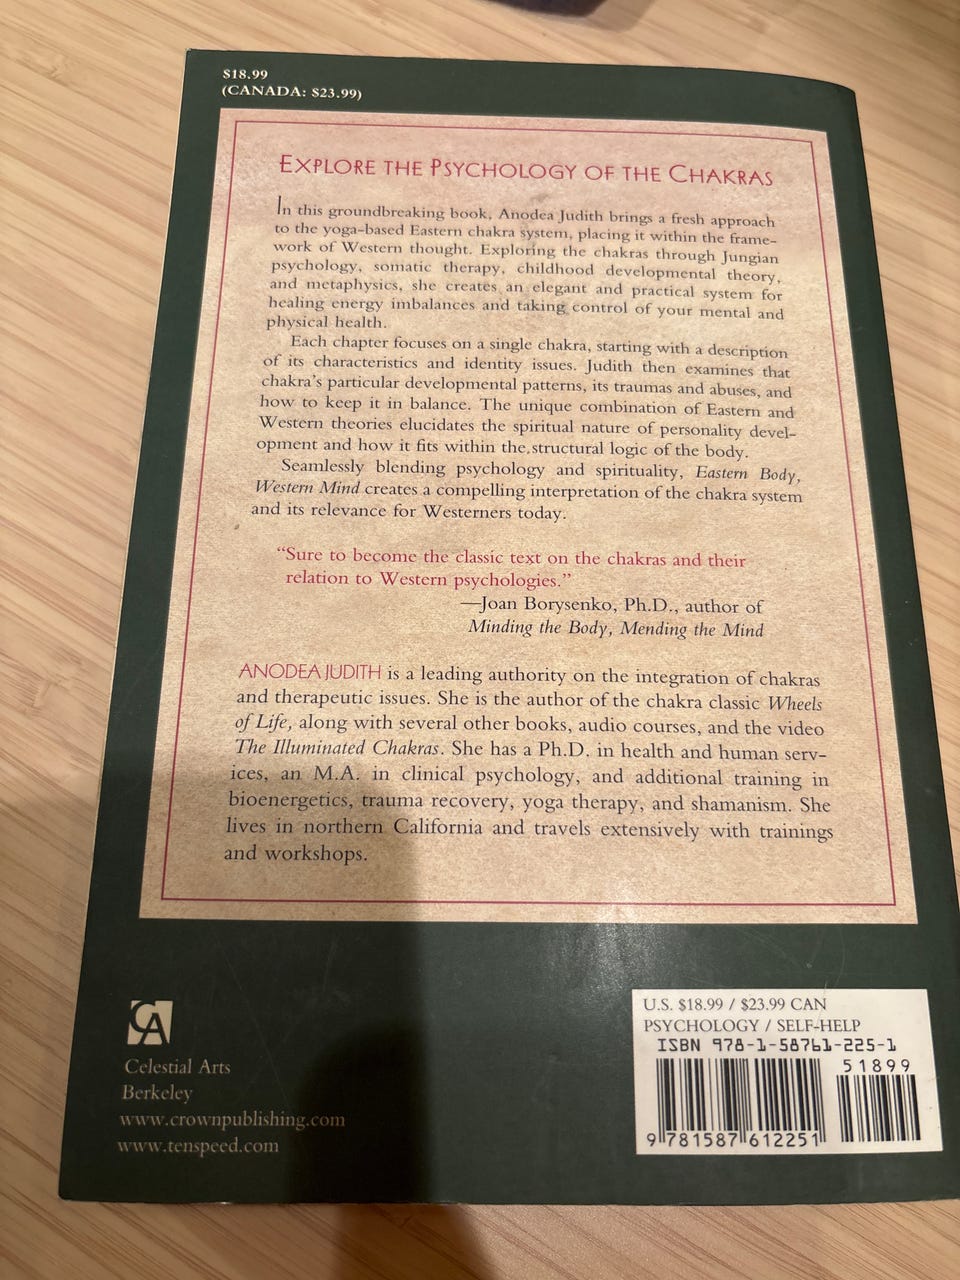 $18.99
(CANADA: $23.99)
EXPLORE THE PSYCHOLOGY OF THE CHAKRAS
In this groundbreaking book, Anodea Judith brings a fresh approach
to the yoga-based Eastern chakra system, placing it within the frame-
work of Western thought. Exploring the chakras through Jungian
psychology, somatic therapy, childhood developmental theory,
and metaphysics, she creates an elegant and practical system for
healing energy imbalances and taking control of your mental and
physical health.
Each chapter focuses on a single chakra, starting with a description
of its characteristics and identity issues. Judith then examines that
chakra's particular developmental patterns, its traumas and abuses, and
how to keep it in balance. The unique combination of Eastern and
Western theories elucidates the spiritual nature of personality devel-
opment and how it fits within the structural logic of the body.
Seamlessly blending psychology and spirituality, Eastern Body,
Western Mind creates a compelling interpretation of the chakra system
and its relevance for Westerners today.
"Sure to become the classic text on the chakras and their
relation to Western psychologies."
—Joan Borysenko, Ph.D., author of
Minding the Body, Mending the Mind
ANODEA JUDITH is a leading authority on the integration of chakras
and therapeutic issues. She is the author of the chakra classic Wheels
of Life, along with several other books, audio courses, and the video
The Illuminated Chakras. She has a Ph.D. in health and human serv-
ices, an M.A. in clinical psychology, and additional training in
bioenergetics, trauma recovery, yoga therapy, and shamanism. She
lives in northern California and travels extensively with trainings
and workshops.
CA
Celestial Arts
Berkeley
www.crownpublishing.com
www.tenspeed.com
U.S. $18.99 / $23.99 CAN
PSYCHOLOGY / SELF-HELP
ISBN 978-1-58761-225-1
51899
9 781587 612251